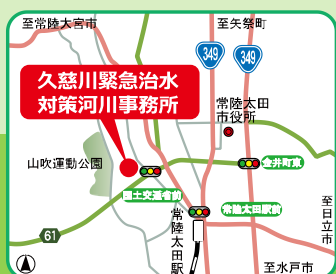 至常陸大宮市
至矢祭町
349
349
久慈川緊急治水
対策河川事務所
常陸太田
市役所
山吹運動公園
金井町東
国土交通省前
常陸太田駅前
常陸太田駅
61
至日立市
至水戸市